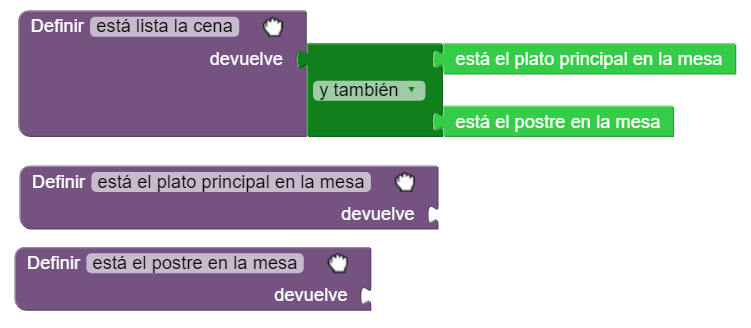 Definir está lista la cena
devuelve
está el plato principal en la mesa
y también
está el postre en la mesa
Definir está el plato principal en la mesa
devuelve
Definir está el postre en la mesa
devuelve